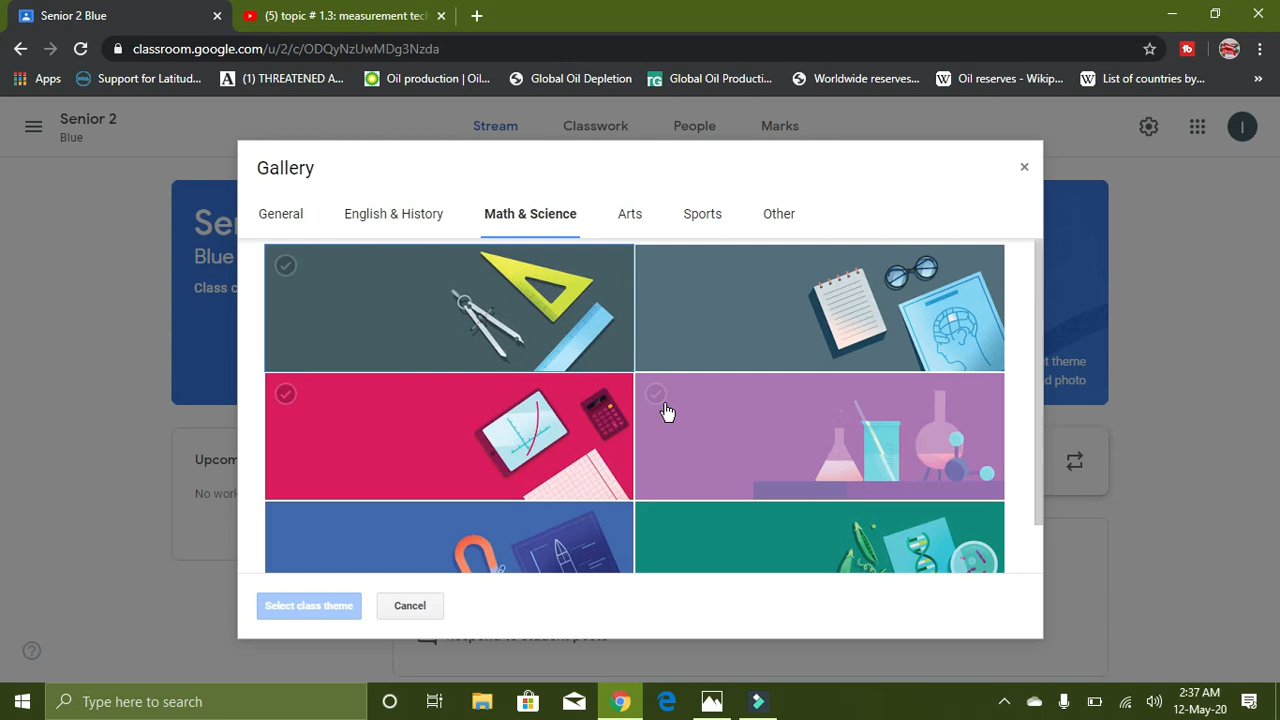 Senior 2 Blue
(5) topic # 1.3: measurement tec
classroom.google.com/u/2/c/ODQyNzUwMDg3Nzda
Apps
Support for Latitud...
(1) THREATENED A...
Oil production | Oil...
Global Oil Depletion
Global Oil Producti...
Worldwide reserves...
Oil reserves - Wikip...
List of countries by...
»
Senior 2
Blue
Stream
Classwork
People
Marks
I
Gallery
×
General
English & History
Math & Science
Arts
Sports
Other
Sen
Blue
Class c
t theme
d photo
Upcom
No work
Select class theme
Cancel
Type here to search
2:37 AM
12-May-20